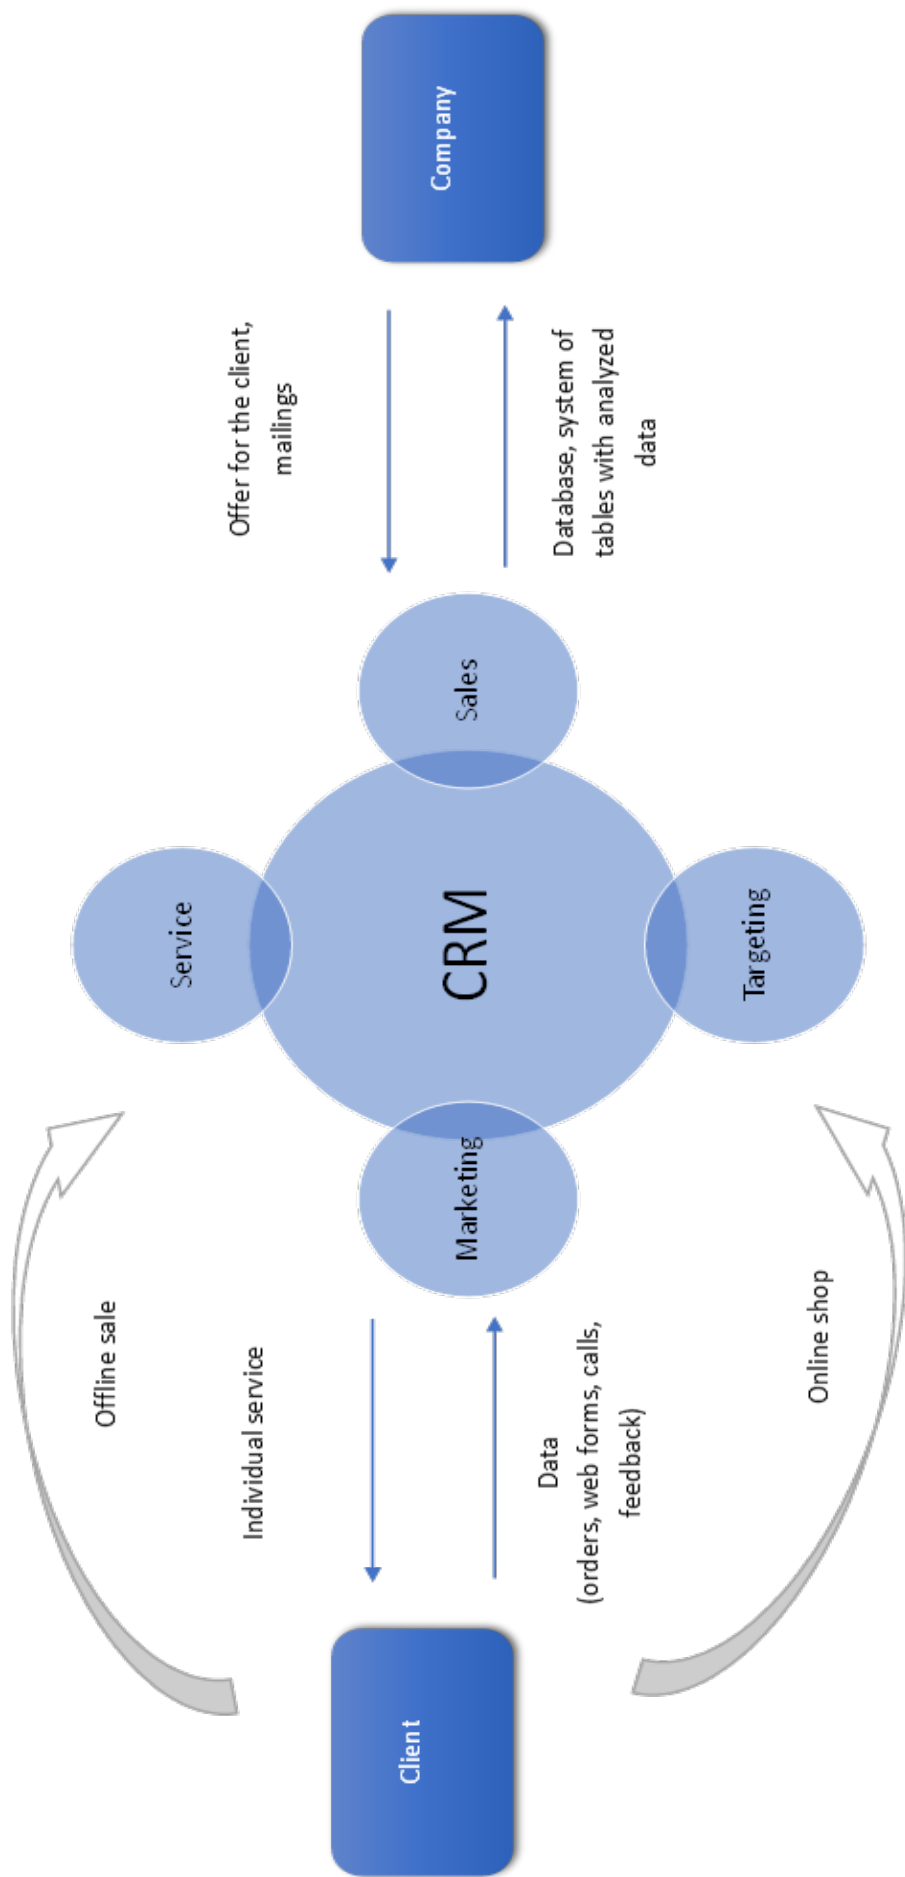 Offline sale
Service
Individual service
Offer for the client,
mailings
Client
Marketing
CRM
Sales
Company
Data
(orders, web forms, calls,
feedback)
Database, system of
tables with analyzed
data
Targeting
Online shop